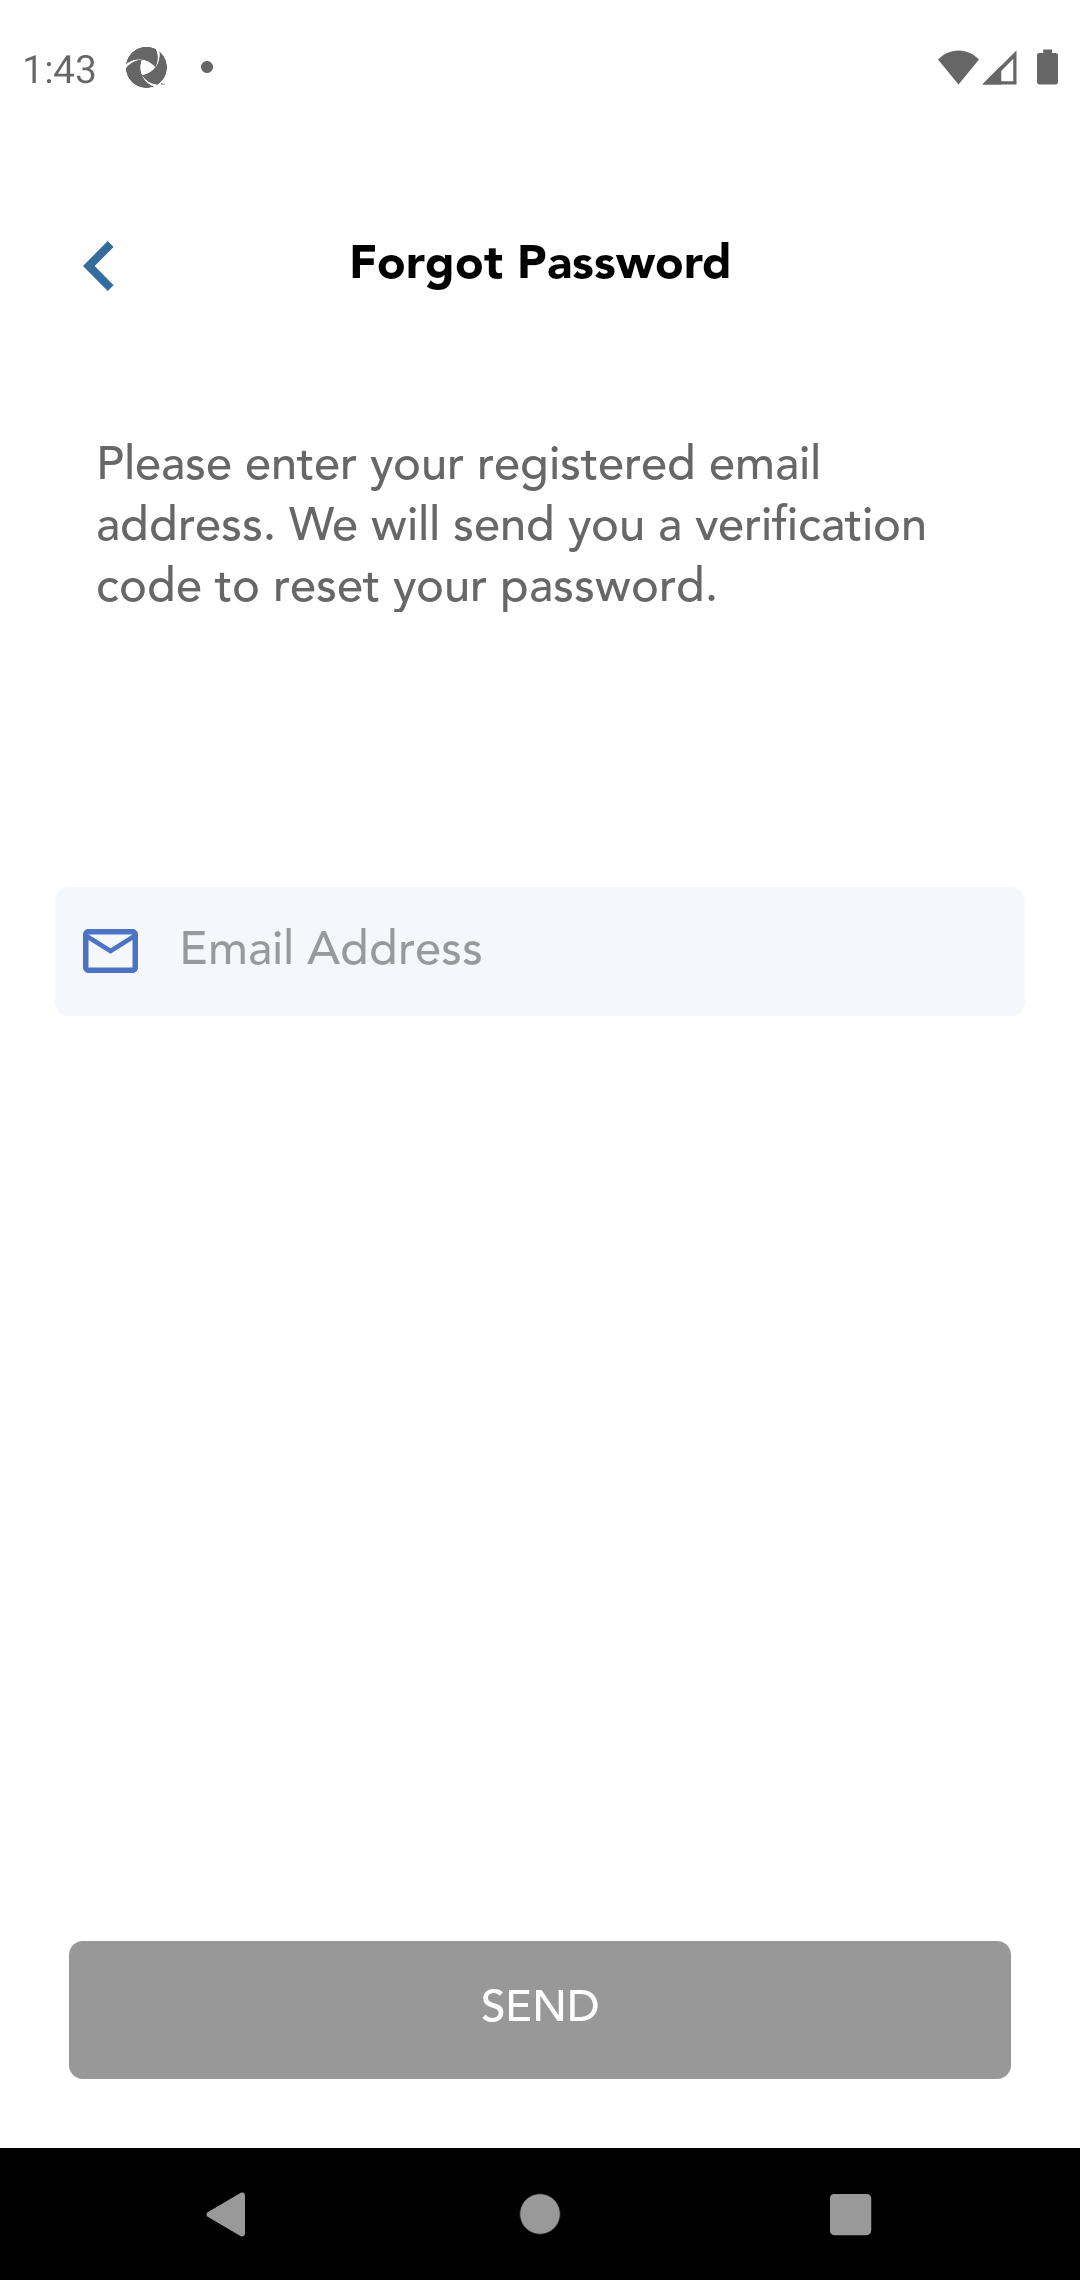 1:43
Forgot Password
Please enter your registered email
address. We will send you a verification
code to reset your password.
Email Address
SEND